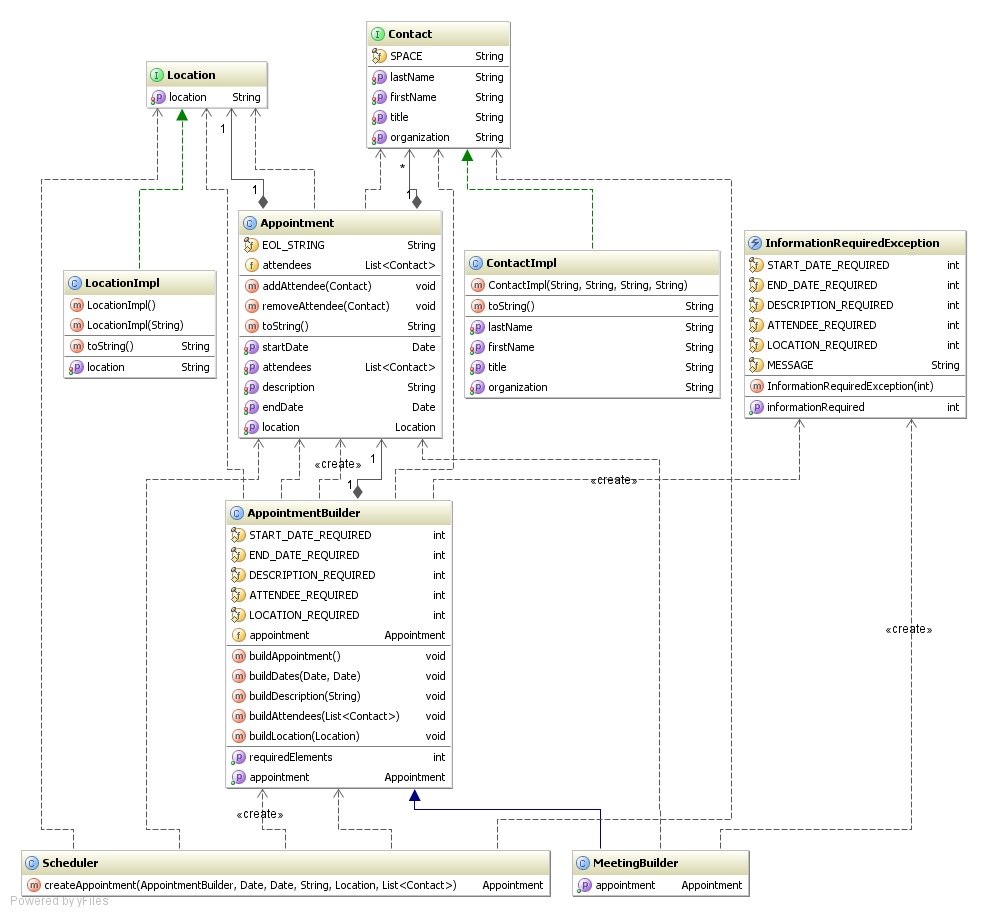 Contact
SPACE String
lastName String
firstName String
title String
organization String
Location
location String
1
*
1
1
Appointment
EOL_STRING String
attendees List<Contact>
addAttendee(Contact) void
removeAttendee(Contact) void
toString() String
startDate Date
attendees List<Contact>
description String
endDate Date
location Location
LocationImpl
LocationImpl()
LocationImpl(String)
toString() String
location String
ContactImpl
ContactImpl(String, String, String, String)
toString() String
lastName String
firstName String
title String
organization String
InformationRequiredException
START_DATE_REQUIRED int
END_DATE_REQUIRED int
DESCRIPTION_REQUIRED int
ATTENDEE_REQUIRED int
LOCATION_REQUIRED int
MESSAGE String
InformationRequiredException(int)
informationRequired int
«create»
1
1
«create»
AppointmentBuilder
START_DATE_REQUIRED int
END_DATE_REQUIRED int
DESCRIPTION_REQUIRED int
ATTENDEE_REQUIRED int
LOCATION_REQUIRED int
appointment Appointment
buildAppointment() void
buildDates(Date, Date) void
buildDescription(String) void
buildAttendees(List<Contact>) void
buildLocation(Location) void
requiredElements int
appointment Appointment
«create»
«create»
Scheduler
createAppointment(AppointmentBuilder, Date, Date, String, Location, List<Contact>) Appointment
MeetingBuilder
appointment Appointment
Powered by yFiles